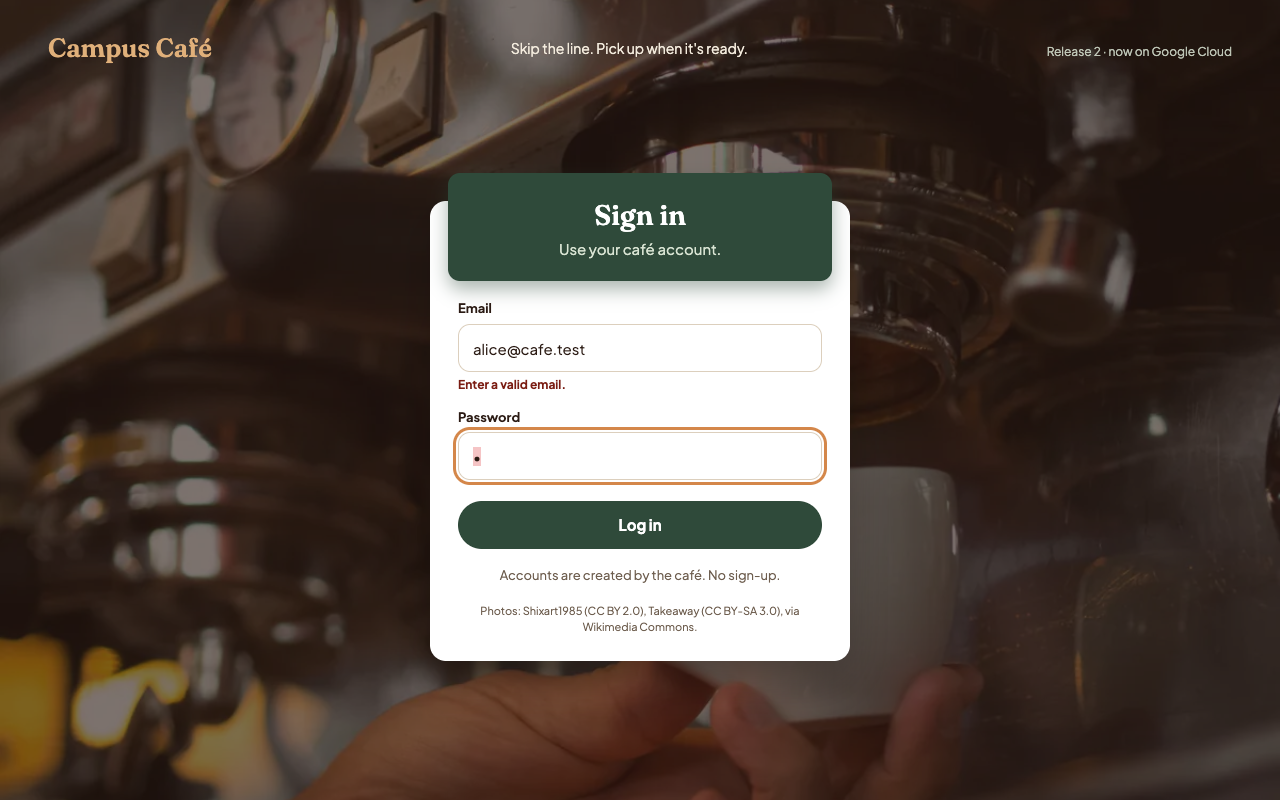 Campus Café
Skip the line. Pick up when it's ready.
Release 2 · now on Google Cloud
Sign in
Use your café account.
Email
alice@cafe.test
Enter a valid email.
Password
•
Log in
Accounts are created by the café. No sign-up.
Photos: Shixart1985 (CC BY 2.0), Takeaway (CC BY-SA 3.0), via
Wikimedia Commons.